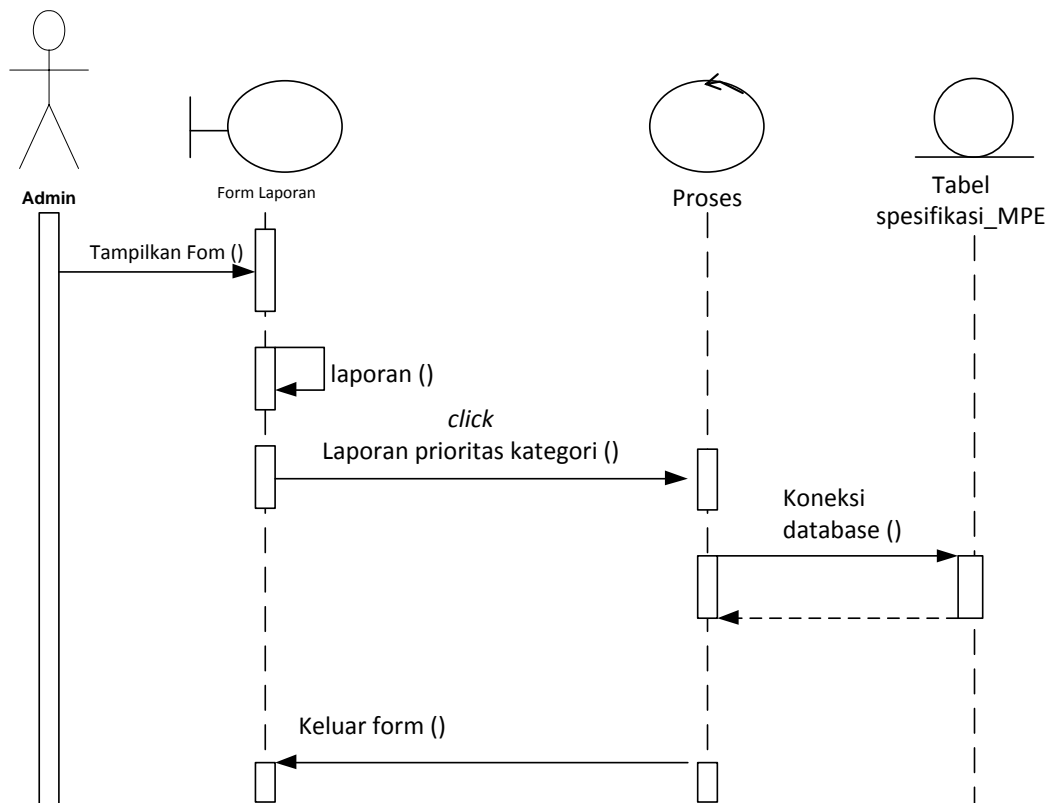 Admin
Form Laporan
Proses
Tabel
spesifikasi_MPE
Tampilkan Fom ()
laporan ()
click
Laporan prioritas kategori ()
Koneksi
database ()
Keluar form ()